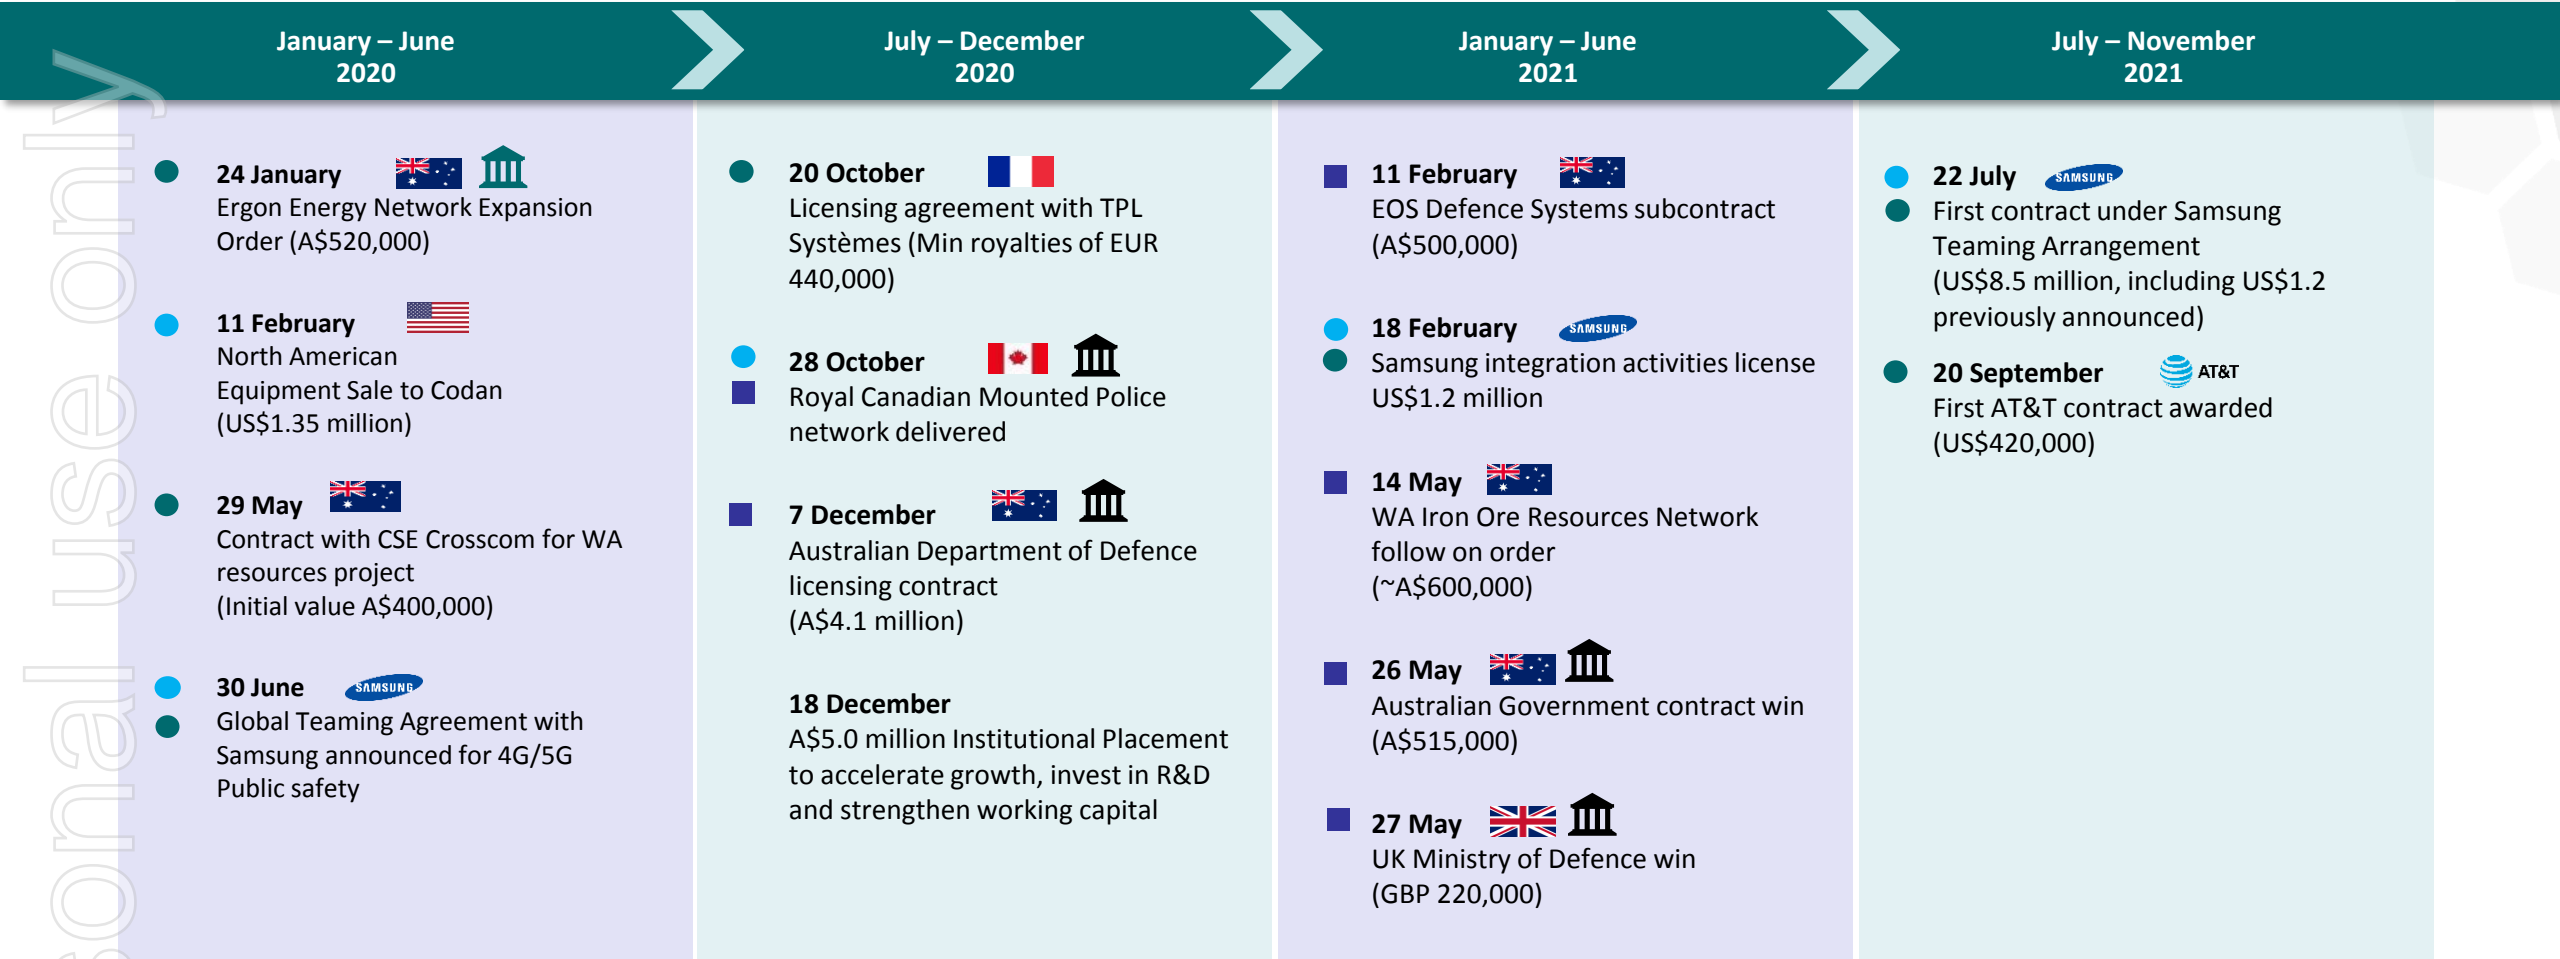 January – June
2020
July – December
2020
January – June
2021
July – November
2021
24 January
Ergon Energy Network Expansion
Order (A$520,000)
11 February
North American
Equipment Sale to Codan
(US$1.35 million)
29 May
Contract with CSE Crosscom for WA
resources project
(Initial value A$400,000)
30 June
SAMSUNG
Global Teaming Agreement with
Samsung announced for 4G/5G
Public safety
20 October
Licensing agreement with TPL
Systèmes (Min royalties of EUR
440,000)
28 October
Royal Canadian Mounted Police
network delivered
7 December
Australian Department of Defence
licensing contract
(A$4.1 million)
18 December
A$5.0 million Institutional Placement
to accelerate growth, invest in R&D
and strengthen working capital
11 February
EOS Defence Systems subcontract
(A$500,000)
18 February
SAMSUNG
Samsung integration activities license
US$1.2 million
14 May
WA Iron Ore Resources Network
follow on order
(~A$600,000)
26 May
Australian Government contract win
(A$515,000)
27 May
UK Ministry of Defence win
(GBP 220,000)
22 July
SAMSUNG
First contract under Samsung
Teaming Arrangement
(US$8.5 million, including US$1.2
previously announced)
20 September
AT&T
First AT&T contract awarded
(US$420,000)
sonal use only